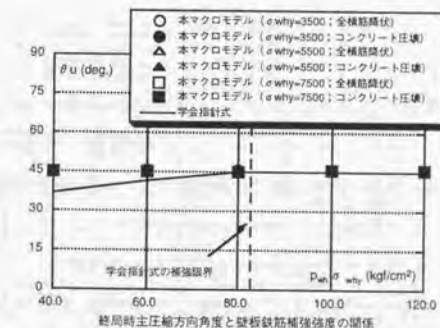 本マクロモデル (σwhy=3500；全横筋降伏)
本マクロモデル (σwhy=3500；コンクリート圧壊)
本マクロモデル (σwhy=5500；全横筋降伏)
本マクロモデル (σwhy=5500；コンクリート圧壊)
本マクロモデル (σwhy=7500；全横筋降伏)
本マクロモデル (σwhy=7500；コンクリート圧壊)
学会指針式
90
θu (deg.)
75
60
45
30
15
0
学会指針式の補強限界
pwh σ why (kgf/cm²)
40.0 60.0 80.0 100.0 120.0
終局時主圧縮方向角度と壁板鉄筋補強強度の関係